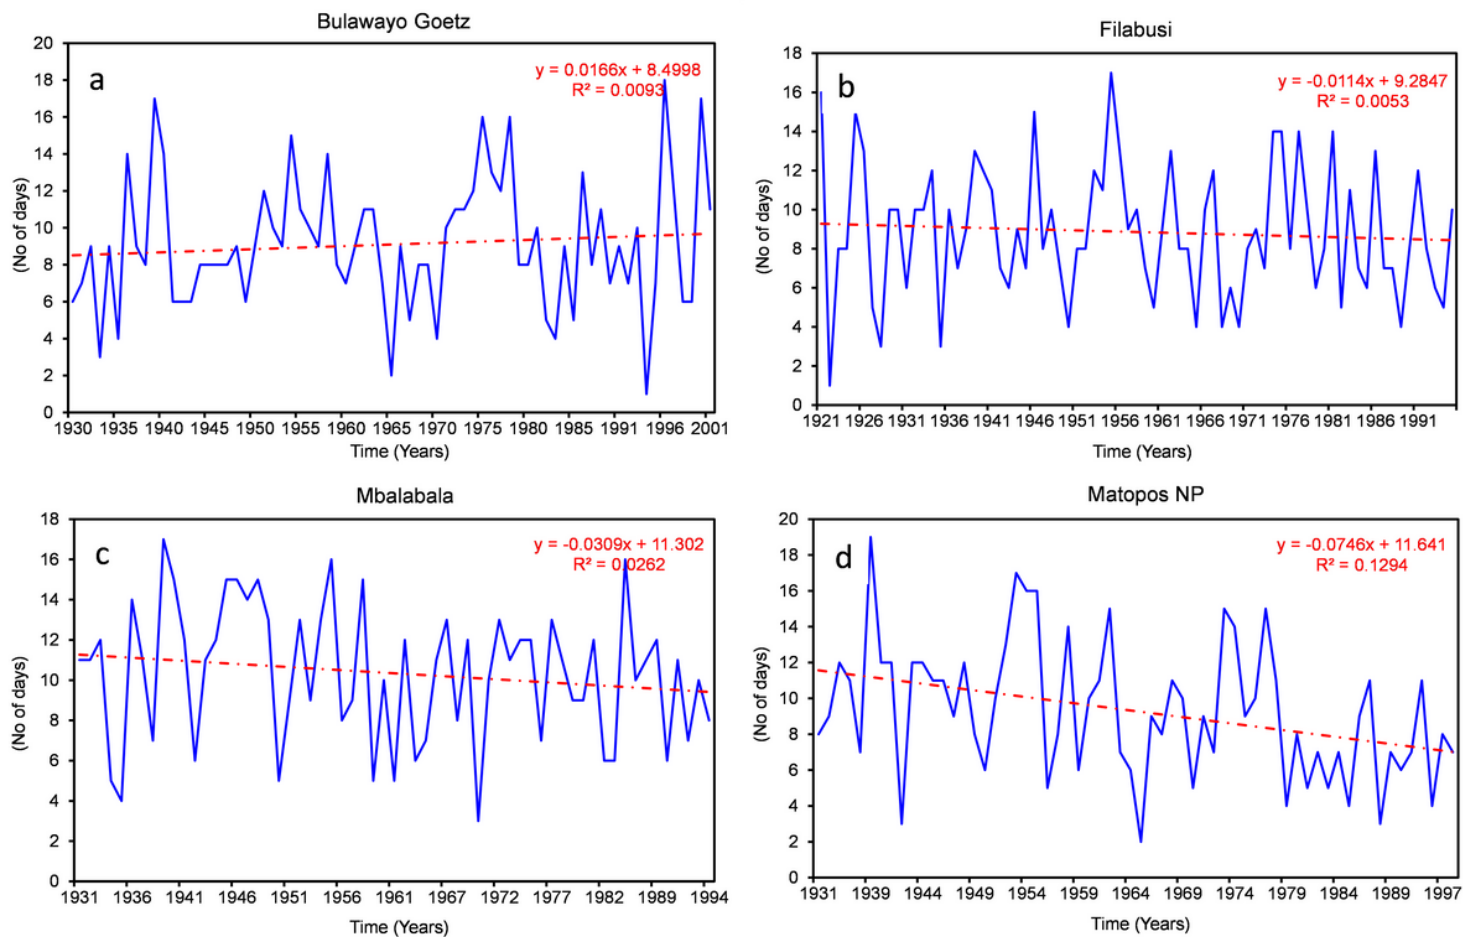 Bulawayo Goetz
a
y = 0.0166x + 8.4998
R² = 0.0093
(No of days)
20
18
16
14
12
10
8
6
4
2
0
1930 1935 1940 1945 1950 1955 1960 1965 1970 1975 1980 1985 1991 1996 2001
Time (Years)
Filabusi
b
y = -0.0114x + 9.2847
R² = 0.0053
(No of days)
18
16
14
12
10
8
6
4
2
0
1921 1926 1931 1936 1941 1946 1951 1956 1961 1966 1971 1976 1981 1986 1991
Time (Years)
Mbalabala
c
y = -0.0309x + 11.302
R² = 0.0262
(No of days)
18
16
14
12
10
8
6
4
2
0
1931 1936 1941 1946 1951 1956 1961 1967 1972 1977 1982 1989 1994
Time (Years)
Matopos NP
d
y = -0.0746x + 11.641
R² = 0.1294
(No of days)
20
18
16
14
12
10
8
6
4
2
0
1931 1939 1944 1949 1954 1959 1964 1969 1974 1979 1984 1989 1997
Time (Years)